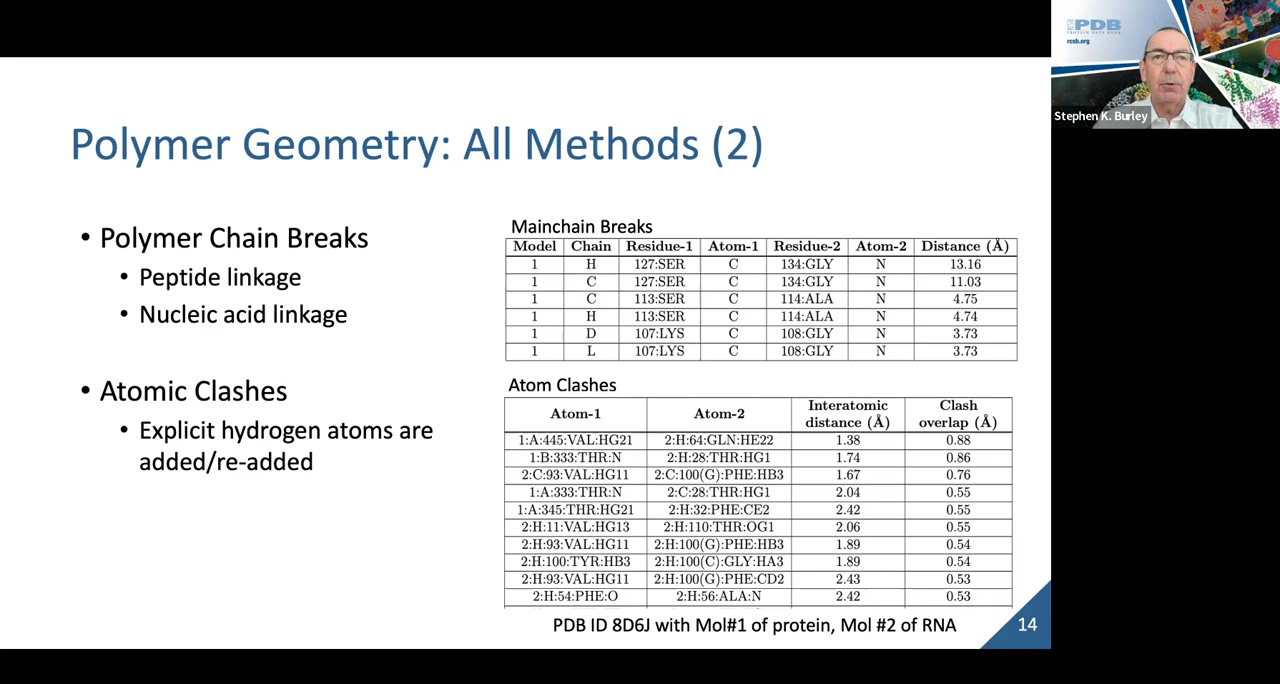 PDB
PROTEIN DATA BANK
rcsb.org
Stephen K. Burley
Polymer Geometry: All Methods (2)
• Polymer Chain Breaks
• Peptide linkage
• Nucleic acid linkage
• Atomic Clashes
• Explicit hydrogen atoms are
added/re-added
Mainchain Breaks
Model Chain Residue-1 Atom-1 Residue-2 Atom-2 Distance (Å)
1 H 127:SER C 134:GLY N 13.16
1 C 127:SER C 134:GLY N 11.03
1 C 113:SER C 114:ALA N 4.75
1 H 113:SER C 114:ALA N 4.74
1 D 107:LYS C 108:GLY N 3.73
1 L 107:LYS C 108:GLY N 3.73
Atom Clashes
Atom-1 Atom-2 Interatomic distance (Å) Clash overlap (Å)
1:A:445:VAL:HG21 2:H:64:GLN:HE22 1.38 0.88
1:B:333:THR:N 2:H:28:THR:HG1 1.74 0.86
2:C:93:VAL:HG11 2:C:100(G):PHE:HB3 1.67 0.76
1:A:333:THR:N 2:C:28:THR:HG1 2.04 0.55
1:A:345:THR:HG21 2:H:32:PHE:CE2 2.42 0.55
2:H:11:VAL:HG13 2:H:110:THR:OG1 2.06 0.55
2:H:93:VAL:HG11 2:H:100(G):PHE:HB3 1.89 0.54
2:H:100:TYR:HB3 2:H:100(C):GLY:HA3 1.89 0.54
2:H:93:VAL:HG11 2:H:100(G):PHE:CD2 2.43 0.53
2:H:54:PHE:O 2:H:56:ALA:N 2.42 0.53
PDB ID 8D6J with Mol#1 of protein, Mol #2 of RNA
14